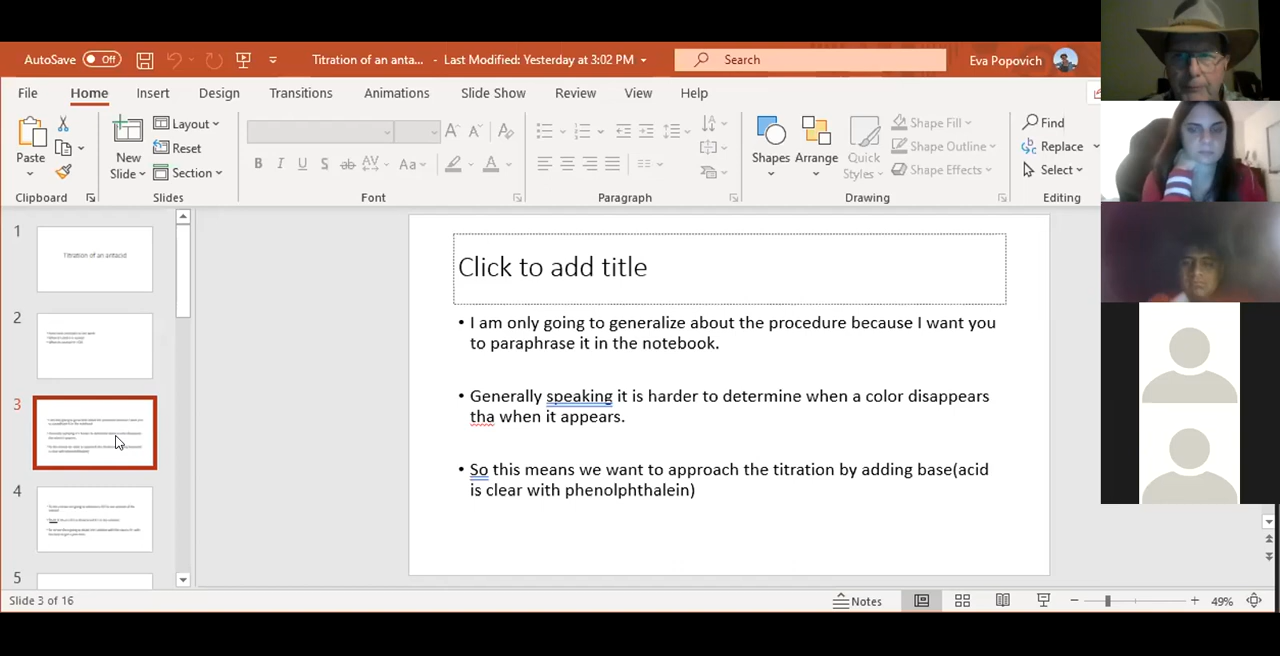 AutoSave Off Titration of an anta... - Last Modified: Yesterday at 3:02 PM Search Eva Popovich
File Home Insert Design Transitions Animations Slide Show Review View Help
Paste
New
Slide
Layout
Reset
Section
B I U S ab AV Aa A
Shapes
Arrange
Quick
Styles
Shape Fill
Shape Outline
Shape Effects
Find
Replace
Select
Clipboard Slides Font Paragraph Drawing Editing
1
Titration of an antacid
2
3
4
5
Click to add title
• I am only going to generalize about the procedure because I want you
to paraphrase it in the notebook.
• Generally speaking it is harder to determine when a color disappears
tha when it appears.
• So this means we want to approach the titration by adding base(acid
is clear with phenolphthalein)
Slide 3 of 16 Notes 49%